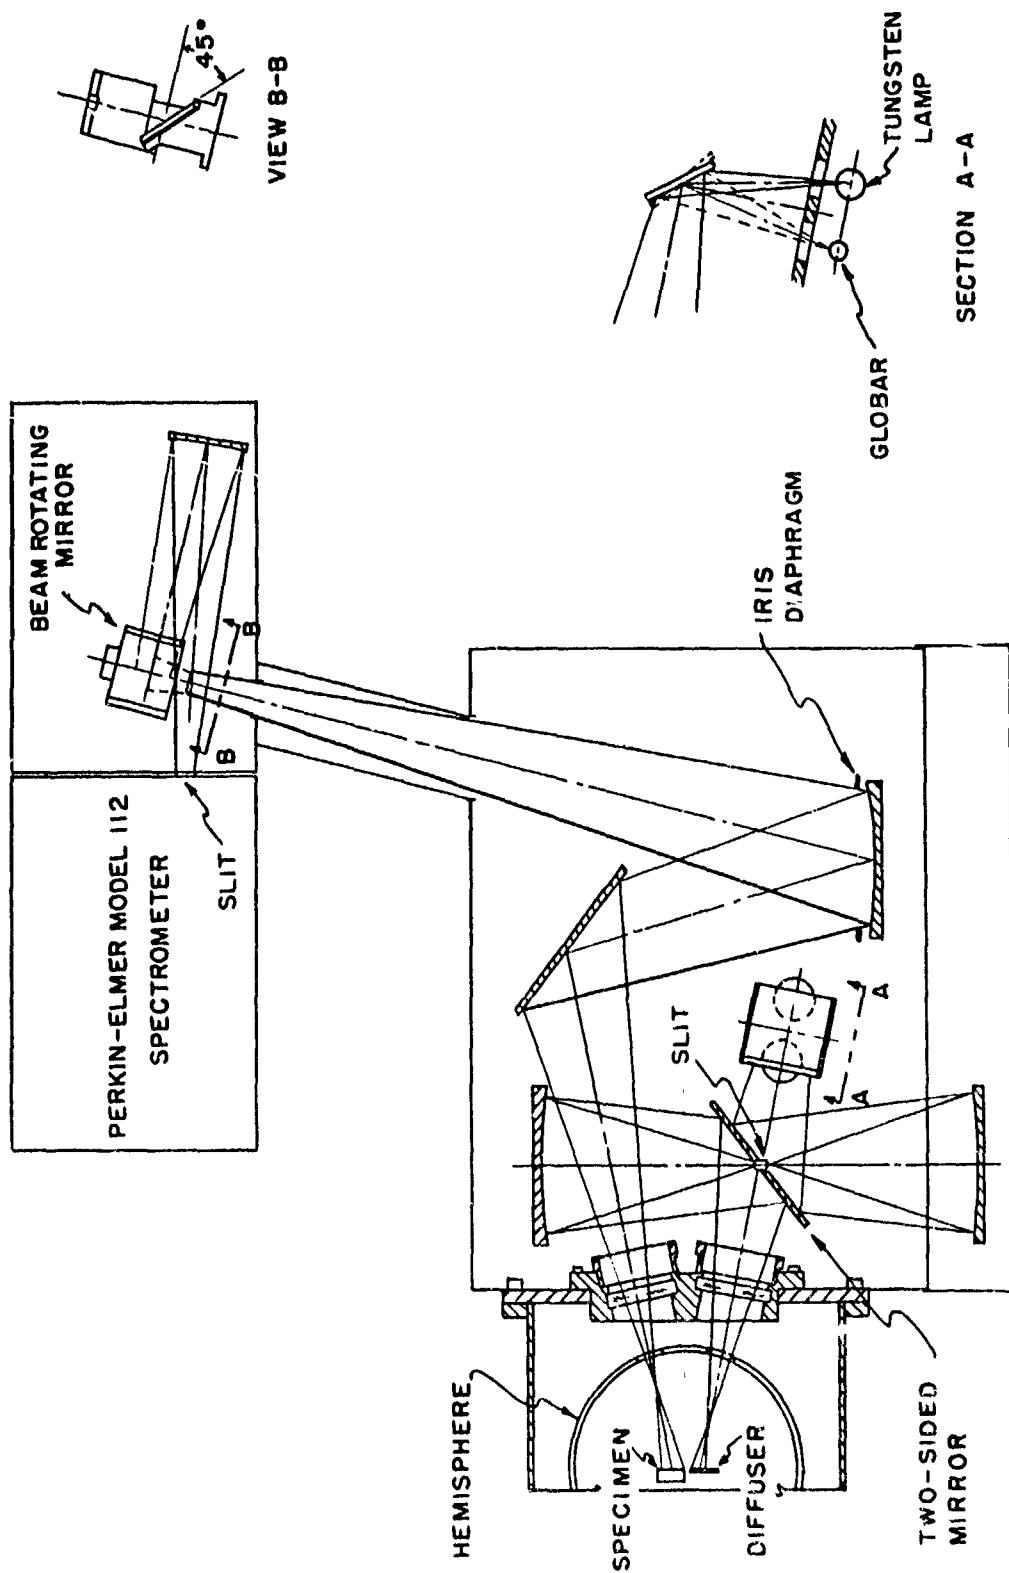 HEMISPHERE
SPECIMEN
DIFFUSER
TWO-SIDED
MIRROR
PERKIN-ELMER MODEL 112
SPECTROMETER
SLIT
BEAM ROTATING
MIRROR
B
B
SLIT
A
A
IRIS
DIAPHRAGM
VIEW B-B
45°
GLOBAR
TUNGSTEN
LAMP
SECTION A-A